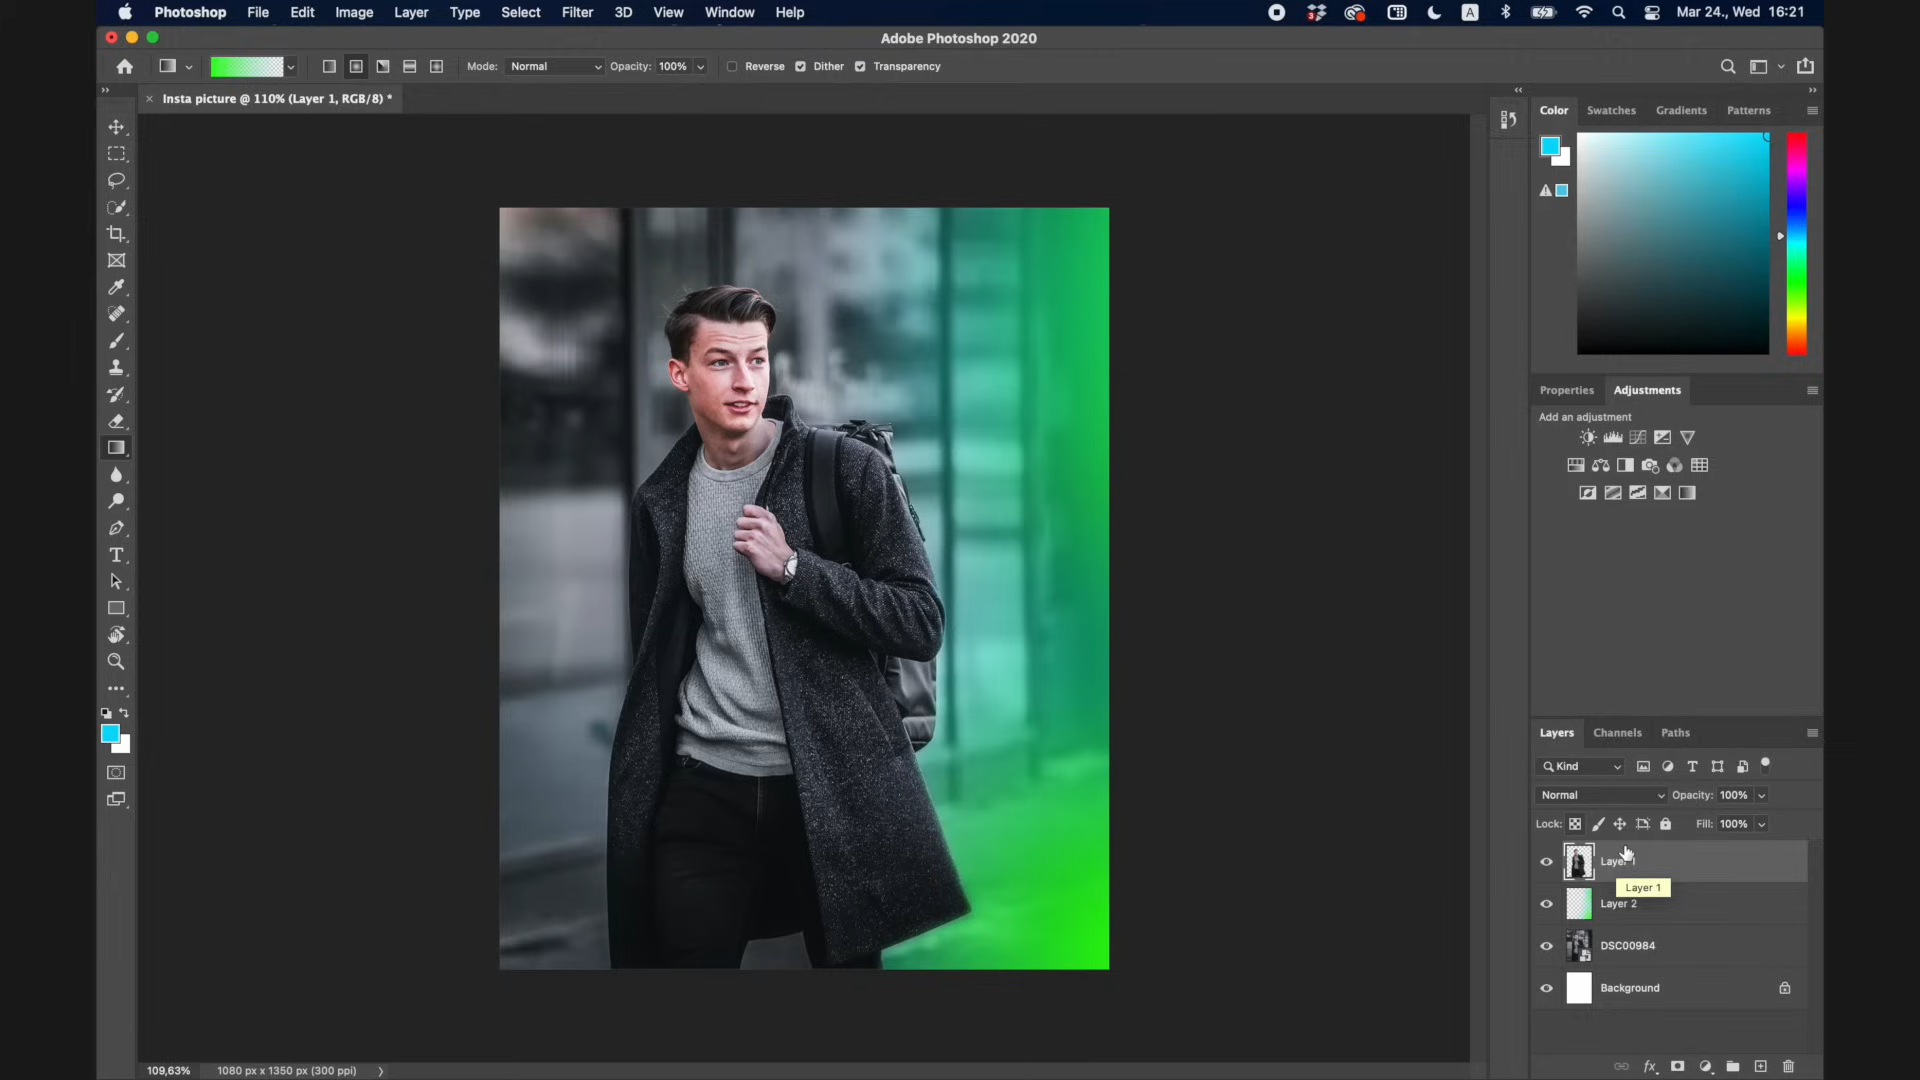 Photoshop File Edit Image Layer Type Select Filter 3D View Window Help 3 A Mar 24., Wed 16:21
Adobe Photoshop 2020
Mode: Normal Opacity: 100% Reverse Dither Transparency
Insta picture @ 110% (Layer 1, RGB/8) *
Color Swatches Gradients Patterns
Properties Adjustments
Add an adjustment
Layers Channels Paths
Kind
Normal Opacity: 100%
Lock: Fill: 100%
Layer 1
Layer 1
Layer 2
DSC00984
Background
fx
109,63% 1080 px x 1350 px (300 ppi)